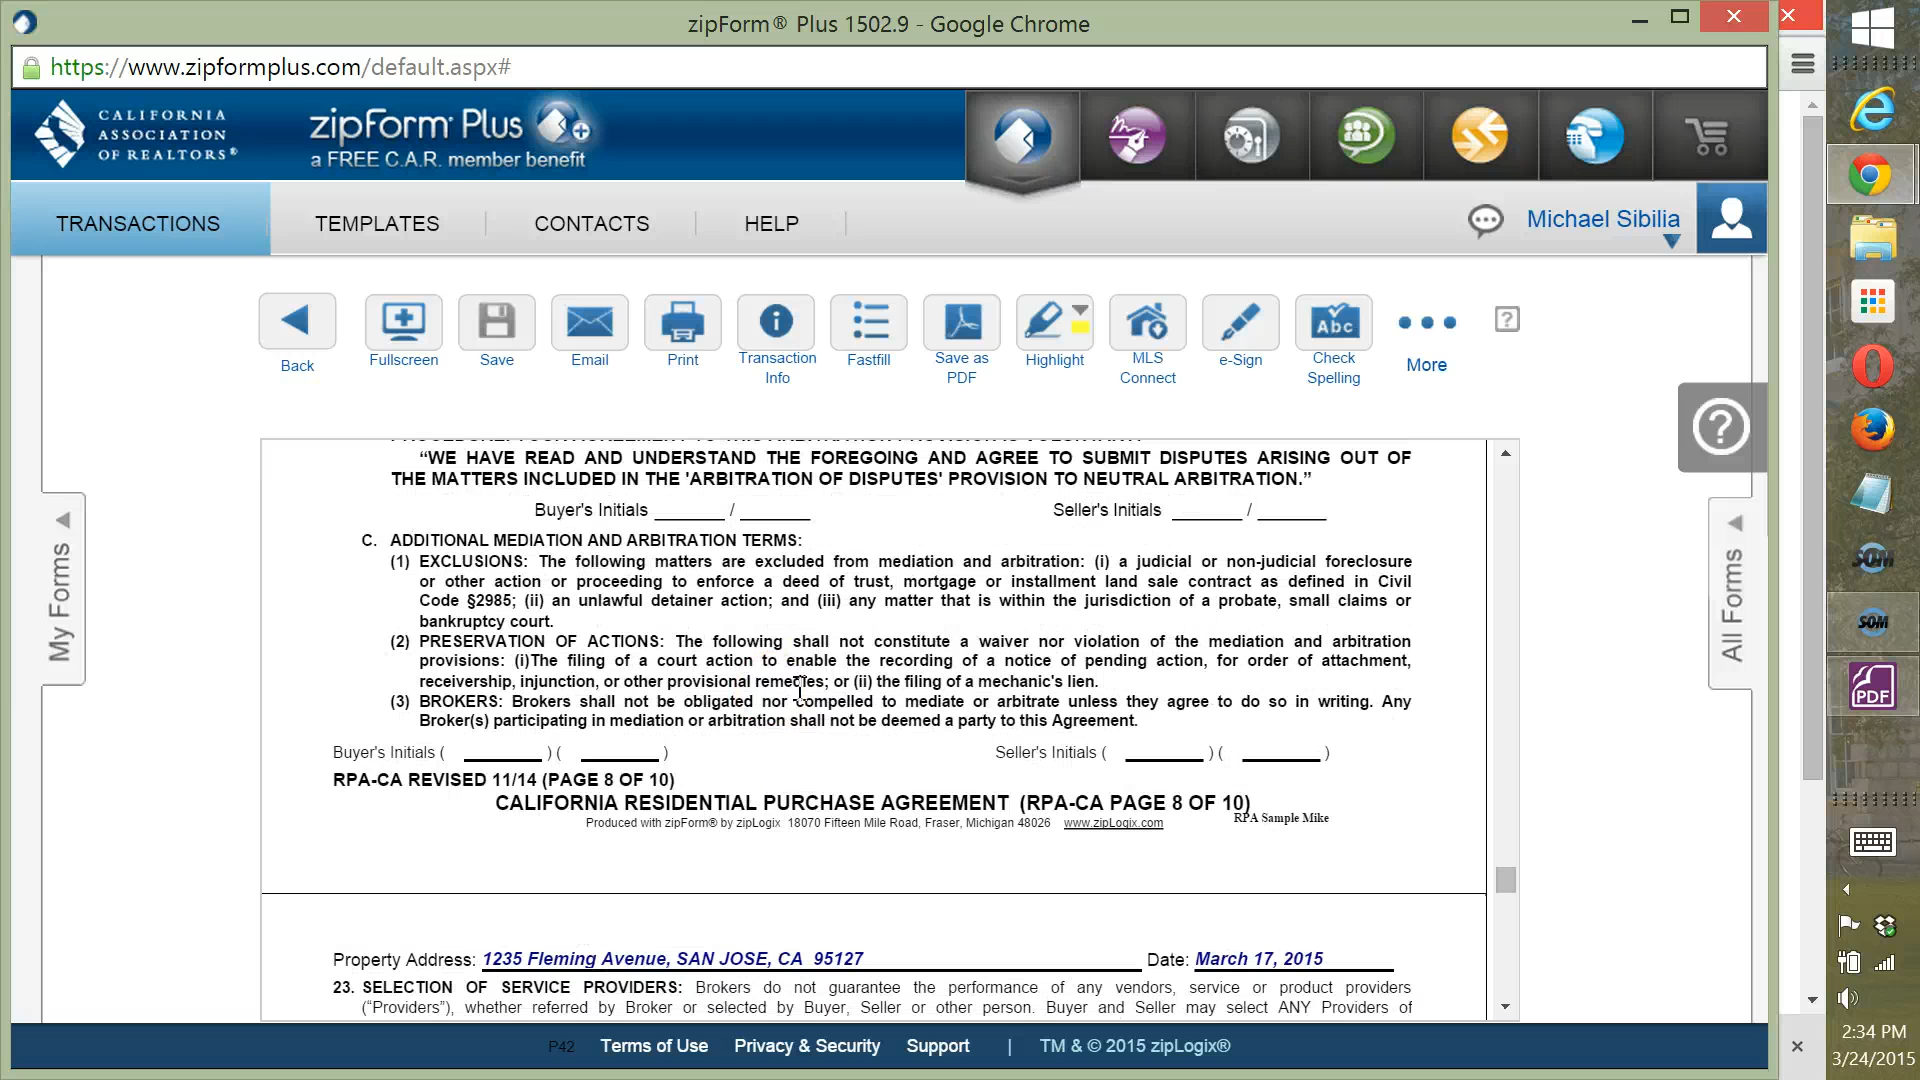 zipForm® Plus 1502.9 - Google Chrome
https://www.zipformplus.com/default.aspx#
CALIFORNIA
ASSOCIATION
OF REALTORS®
zipForm® Plus
a FREE C.A.R. member benefit
TRANSACTIONS
TEMPLATES
CONTACTS
HELP
Michael Sibilia
Back
Fullscreen
Save
Email
Print
Transaction Info
Fastfill
Save as PDF
Highlight
MLS Connect
e-Sign
Abc
Check Spelling
More
?
?
My Forms
All Forms
“WE HAVE READ AND UNDERSTAND THE FOREGOING AND AGREE TO SUBMIT DISPUTES ARISING OUT OF
THE MATTERS INCLUDED IN THE 'ARBITRATION OF DISPUTES' PROVISION TO NEUTRAL ARBITRATION.”
Buyer's Initials ______ / ______ Seller's Initials ______ / ______
C. ADDITIONAL MEDIATION AND ARBITRATION TERMS:
(1) EXCLUSIONS: The following matters are excluded from mediation and arbitration: (i) a judicial or non-judicial foreclosure
or other action or proceeding to enforce a deed of trust, mortgage or installment land sale contract as defined in Civil
Code §2985; (ii) an unlawful detainer action; and (iii) any matter that is within the jurisdiction of a probate, small claims or
bankruptcy court.
(2) PRESERVATION OF ACTIONS: The following shall not constitute a waiver nor violation of the mediation and arbitration
provisions: (i)The filing of a court action to enable the recording of a notice of pending action, for order of attachment,
receivership, injunction, or other provisional remedies; or (ii) the filing of a mechanic's lien.
(3) BROKERS: Brokers shall not be obligated nor compelled to mediate or arbitrate unless they agree to do so in writing. Any
Broker(s) participating in mediation or arbitration shall not be deemed a party to this Agreement.
Buyer's Initials ( ______ ) ( ______ ) Seller's Initials ( ______ ) ( ______ )
RPA-CA REVISED 11/14 (PAGE 8 OF 10)
CALIFORNIA RESIDENTIAL PURCHASE AGREEMENT (RPA-CA PAGE 8 OF 10)
Produced with zipForm® by zipLogix 18070 Fifteen Mile Road, Fraser, Michigan 48026 www.zipLogix.com
RPA Sample Mike
Property Address: 1235 Fleming Avenue, SAN JOSE, CA 95127 Date: March 17, 2015
23. SELECTION OF SERVICE PROVIDERS: Brokers do not guarantee the performance of any vendors, service or product providers
(“Providers”), whether referred by Broker or selected by Buyer, Seller or other person. Buyer and Seller may select ANY Providers of
P42
Terms of Use
Privacy & Security
Support
|
TM & © 2015 zipLogix®
SOM
SOM
PDF
2:34 PM
3/24/2015